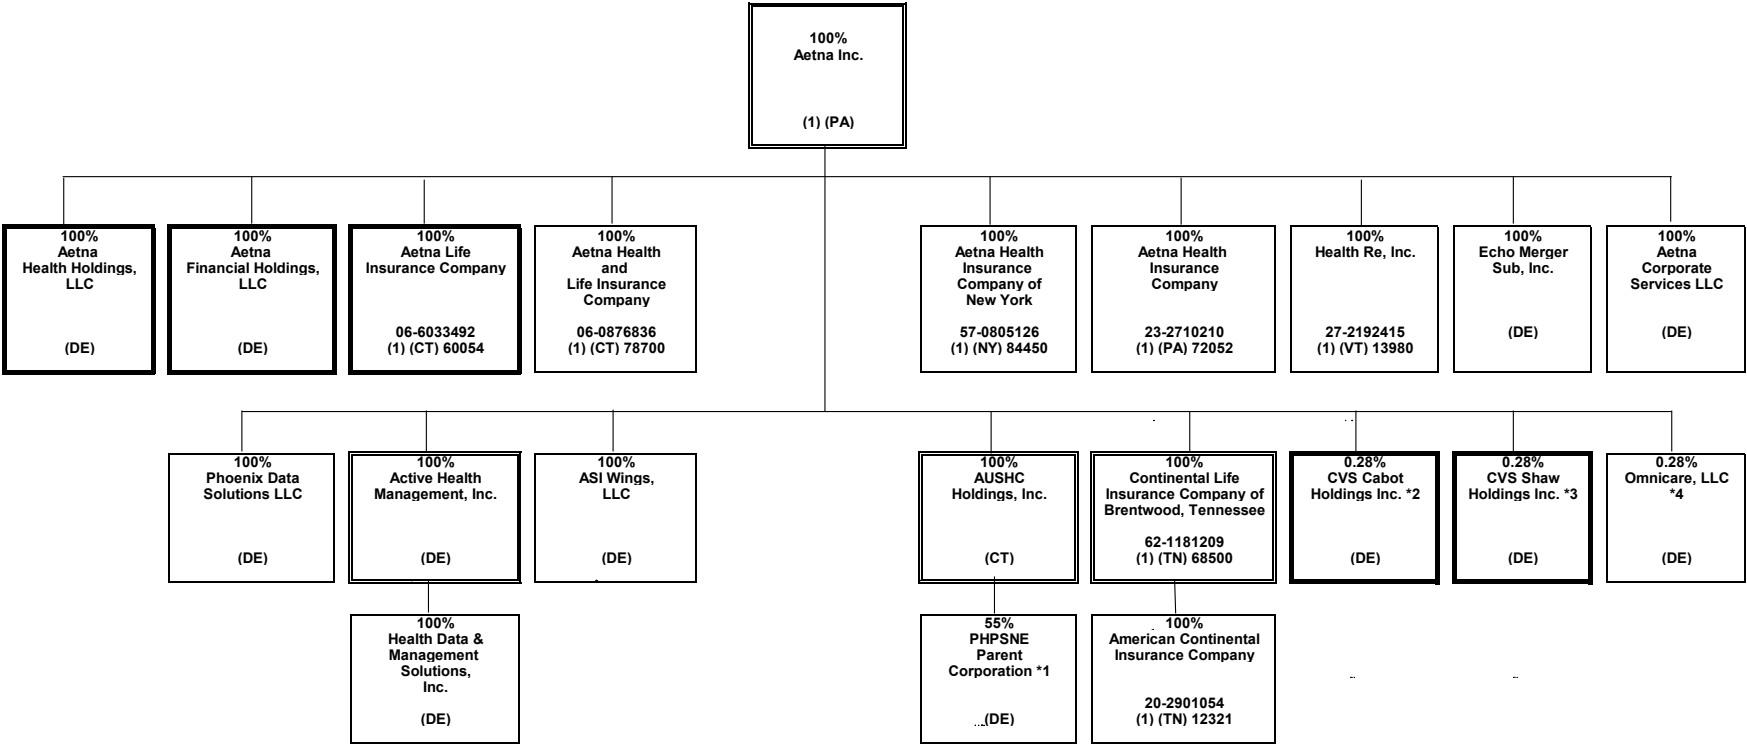 100%
Aetna Inc.
(1) (PA)
100%
Aetna
Health Holdings,
LLC
(DE)
100%
Aetna
Financial Holdings,
LLC
(DE)
100%
Aetna Life
Insurance Company
06-6033492
(1) (CT) 60054
100%
Aetna Health
and
Life Insurance
Company
06-0876836
(1) (CT) 78700
100%
Aetna Health
Insurance
Company of
New York
57-0805126
(1) (NY) 84450
100%
Aetna Health
Insurance
Company
23-2710210
(1) (PA) 72052
100%
Health Re, Inc.
27-2192415
(1) (VT) 13980
100%
Echo Merger
Sub, Inc.
(DE)
100%
Aetna
Corporate
Services LLC
(DE)
100%
Phoenix Data
Solutions LLC
(DE)
100%
Active Health
Management, Inc.
(DE)
100%
ASI Wings,
LLC
(DE)
100%
AUSHC
Holdings, Inc.
(CT)
100%
Continental Life
Insurance Company of
Brentwood, Tennessee
62-1181209
(1) (TN) 68500
0.28%
CVS Cabot
Holdings Inc. *2
(DE)
0.28%
CVS Shaw
Holdings Inc. *3
(DE)
0.28%
Omnicare, LLC
*4
(DE)
100%
Health Data &
Management
Solutions,
Inc.
(DE)
55%
PHPSNE
Parent
Corporation *1
(DE)
100%
American Continental
Insurance Company
20-2901054
(1) (TN) 12321